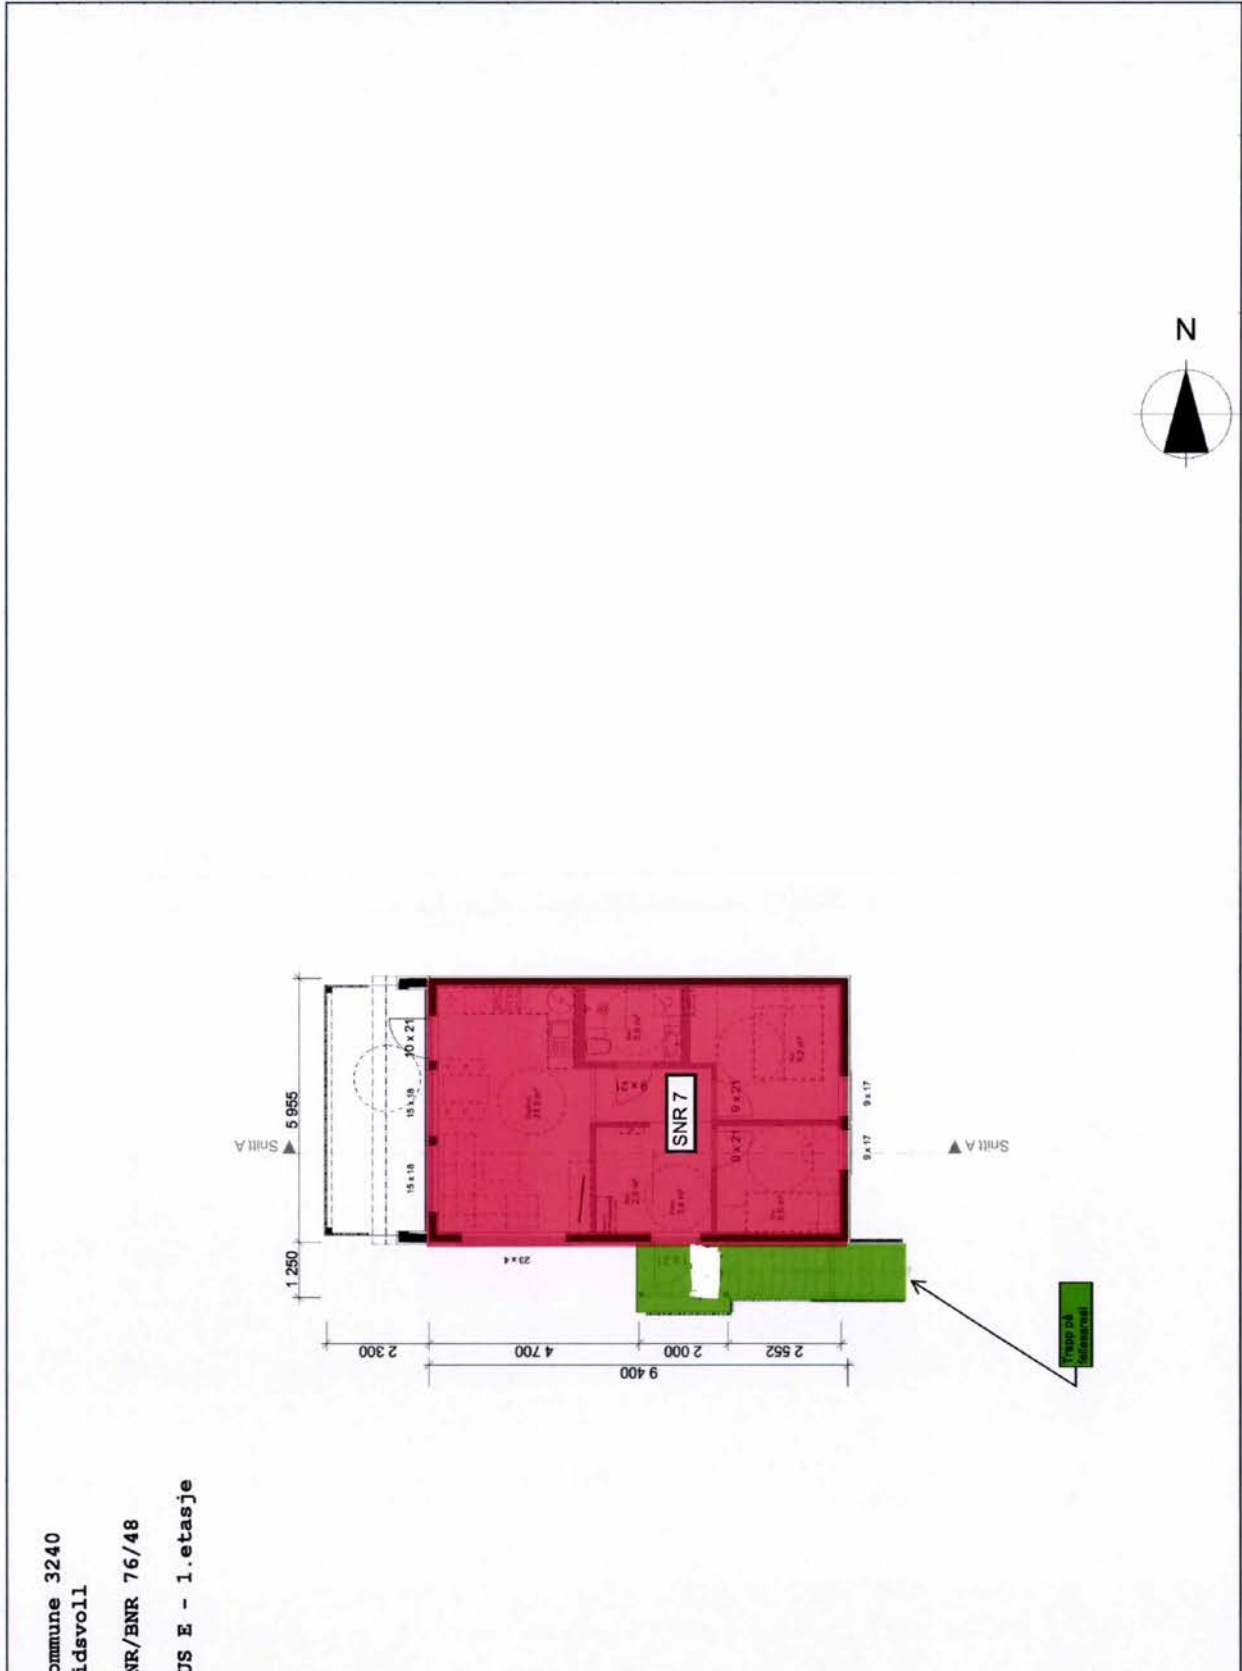 ommune 3240
idsvoll
NR/BNR 76/48
US E - 1.etasje
N
5 955
1 250
Snitt A
Snitt A
10 x 21
15 x 18
15 x 18
23 x 4
9 x 21
9 x 21
9 x 21
SNR 7
9 x 17
9 x 17
2 300
4 700
2 000
2 552
9 400
Trapp på
fellesareal